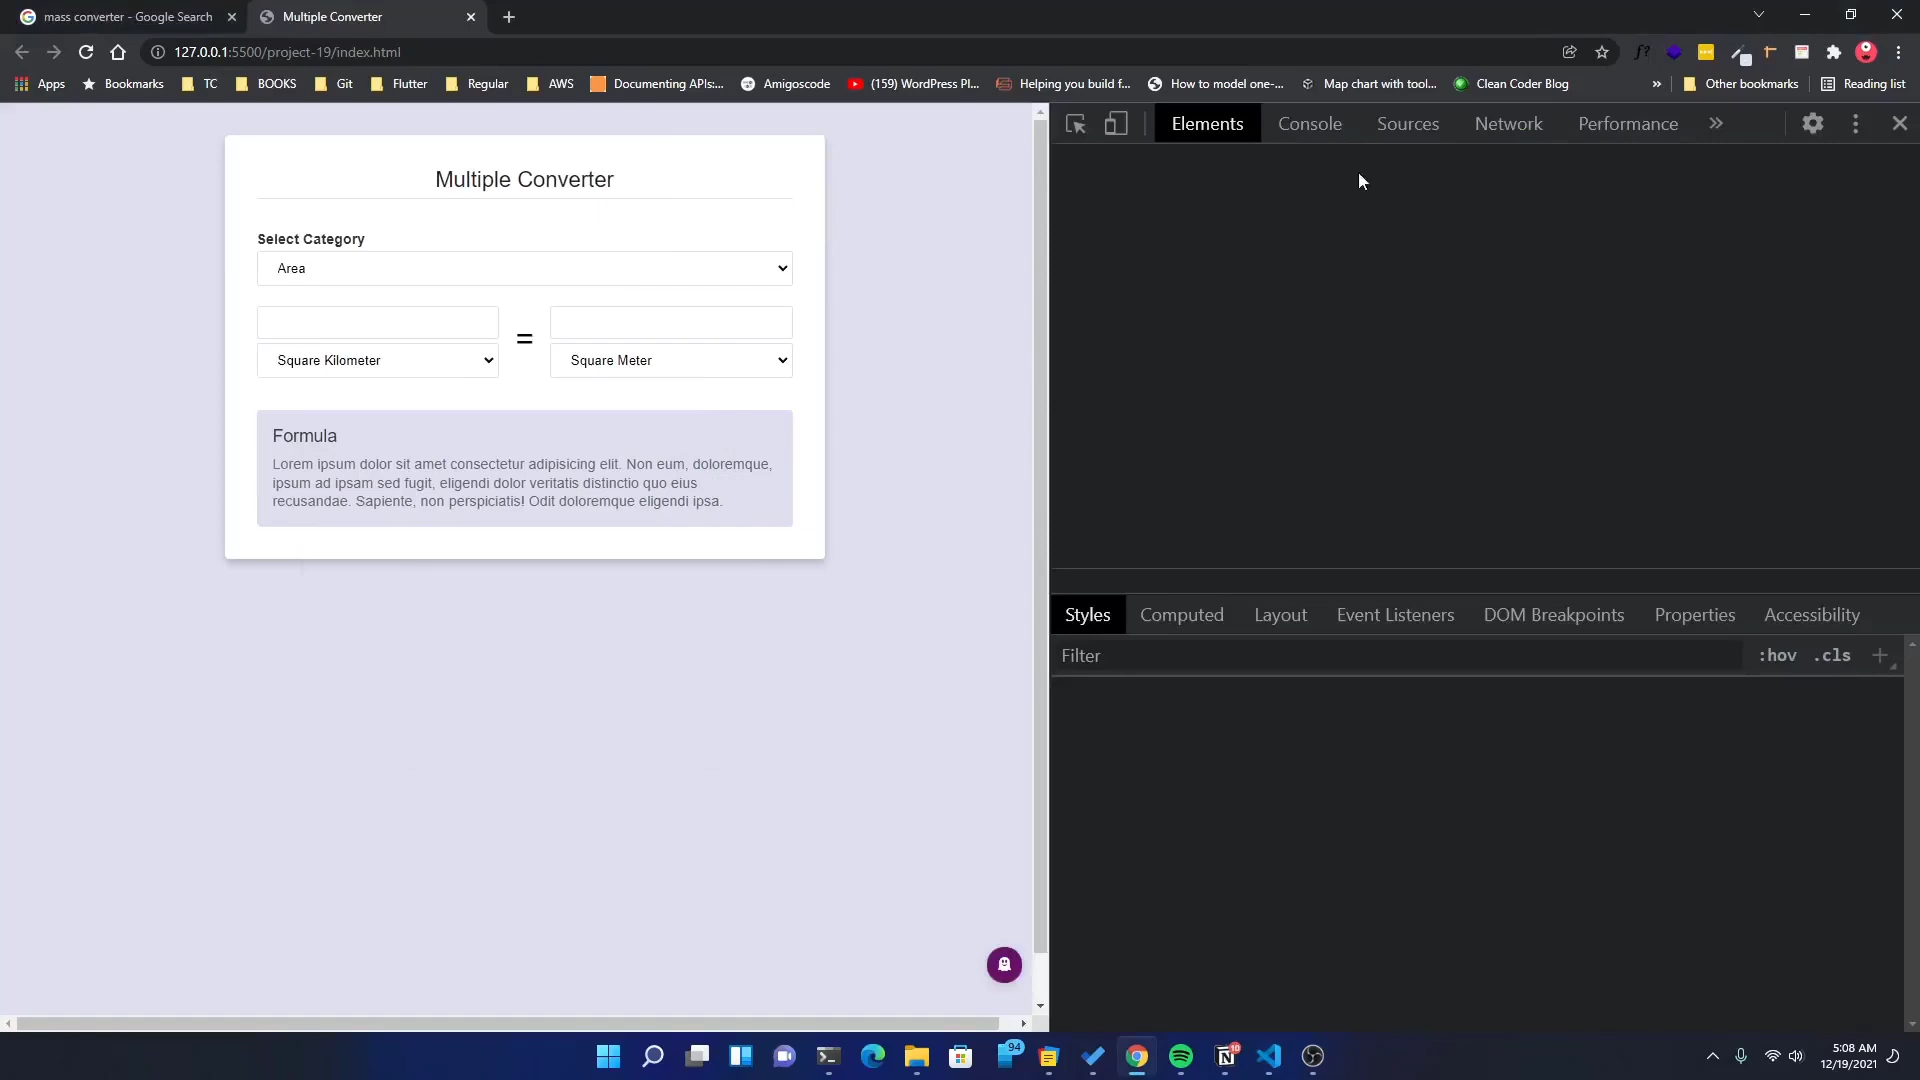 mass converter - Google Search
Multiple Converter
127.0.0.1:5500/project-19/index.html
f?
Apps
Bookmarks
TC
BOOKS
Git
Flutter
Regular
AWS
Documenting APIs:...
Amigoscode
(159) WordPress Pl...
Helping you build f...
How to model one-...
Map chart with tool...
Clean Coder Blog
»
Other bookmarks
Reading list
Multiple Converter
Select Category
Area
=
Square Kilometer
Square Meter
Formula
Lorem ipsum dolor sit amet consectetur adipisicing elit. Non eum, doloremque,
ipsum ad ipsam sed fugit, eligendi dolor veritatis distinctio quo eius
recusandae. Sapiente, non perspiciatis! Odit doloremque eligendi ipsa.
Elements
Console
Sources
Network
Performance
»
Styles
Computed
Layout
Event Listeners
DOM Breakpoints
Properties
Accessibility
Filter
:hov
.cls
94
10
5:08 AM
12/19/2021